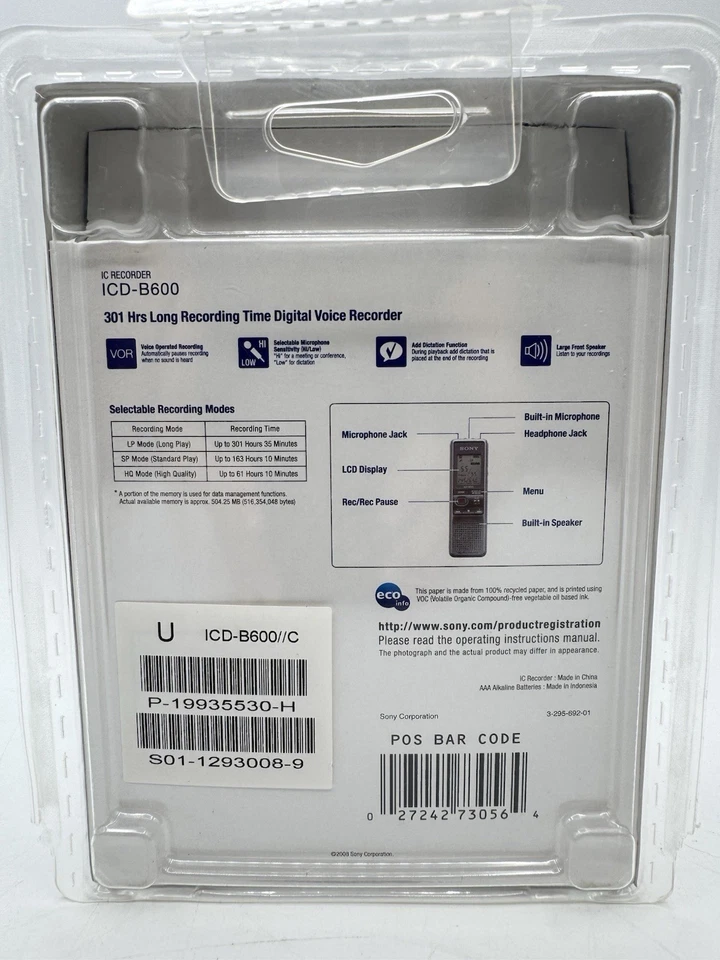 IC RECORDER
ICD-B600
301 Hrs Long Recording Time Digital Voice Recorder
VOR
Voice Operated Recording
Automatically pauses recording
when no sound is heard
HI
LOW
Selectable Microphone
Sensitivity (Hi/Low)
"Hi" for a meeting or conference,
"Low" for dictation
Add Dictation Function
During playback add dictation that is
placed at the end of the recording
Large Front Speaker
Listen to your recordings
Selectable Recording Modes
Recording Mode Recording Time
LP Mode (Long Play) Up to 301 Hours 35 Minutes
SP Mode (Standard Play) Up to 163 Hours 10 Minutes
HQ Mode (High Quality) Up to 61 Hours 10 Minutes
* A portion of the memory is used for data management functions.
Actual available memory is approx. 504.25 MB (516,354,048 bytes)
Built-in Microphone
Microphone Jack
Headphone Jack
SONY
LCD Display
Menu
Rec/Rec Pause
Built-in Speaker
eco
info
This paper is made from 100% recycled paper, and is printed using
VOC (Volatile Organic Compound)-free vegetable oil based ink.
http://www.sony.com/productregistration
Please read the operating instructions manual.
The photograph and the actual product may differ in appearance.
IC Recorder : Made in China
AAA Alkaline Batteries : Made in Indonesia
Sony Corporation
3-295-692-01
U ICD-B600//C
P-19935530-H
S01-1293008-9
POS BAR CODE
0 27242 73056 4
©2009 Sony Corporation